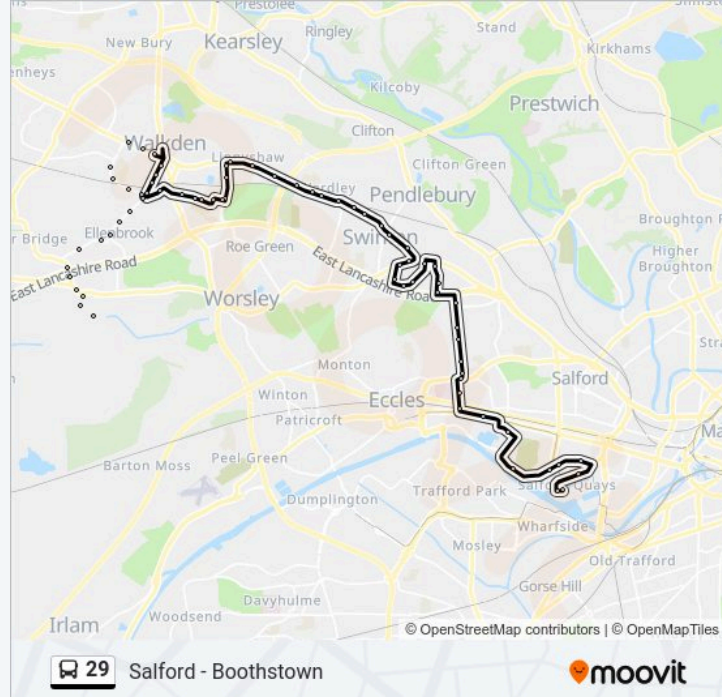 Prestolee
Ringley
Stand
New Bury
Kearsley
Kirkhams
enheys
Kilcoby
Prestwich
Walkden
Clifton
Clifton Green
Pendlebury
Broughton P
Ellenbrook
er Bridge
Roe Green
Higher
Broughton
East Lancashire Road
East Lancashire Road
Worsley
Stra
Monton
Salford
Winton
Eccles
Patricroft
Ma
Barton Moss
Peel Green
Dumplington
Trafford Park
Wharfside
Mosley
Old Trafford
Gorse Hill
Davyhulme
Irlam
Woodsend
© OpenStreetMap contributors | © OpenMapTiles
29 Salford - Boothstown
moovit